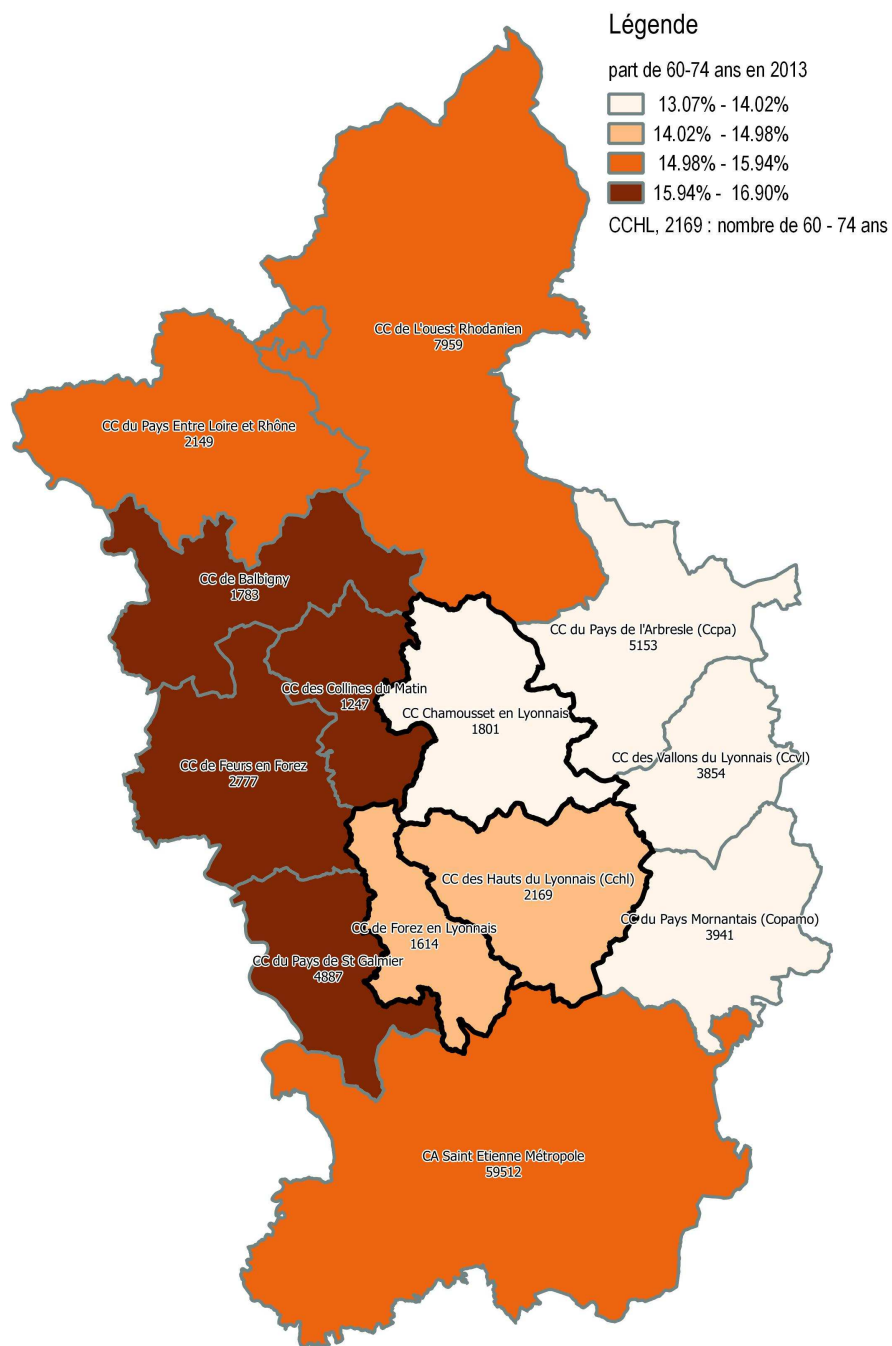 Légende
part de 60-74 ans en 2013
13.07% - 14.02%
14.02% - 14.98%
14.98% - 15.94%
15.94% - 16.90%
CCHL, 2169 : nombre de 60 - 74 ans
CC de L'ouest Rhodanien
7959
CC du Pays Entre Loire et Rhône
2149
CC de Balbigny
1783
CC du Pays de l'Arbresle (Ccpa)
5153
CC des Collines du Matin
1247
CC Chamousset en Lyonnais
1801
CC des Vallons du Lyonnais (Ccvl)
3854
CC de Feurs en Forez
2777
CC des Hauts du Lyonnais (Cchl)
2169
CC du Pays Mornantais (Copamo)
3941
CC de Forez en Lyonnais
1614
CC du Pays de St Galmier
4887
CA Saint Etienne Métropole
59512